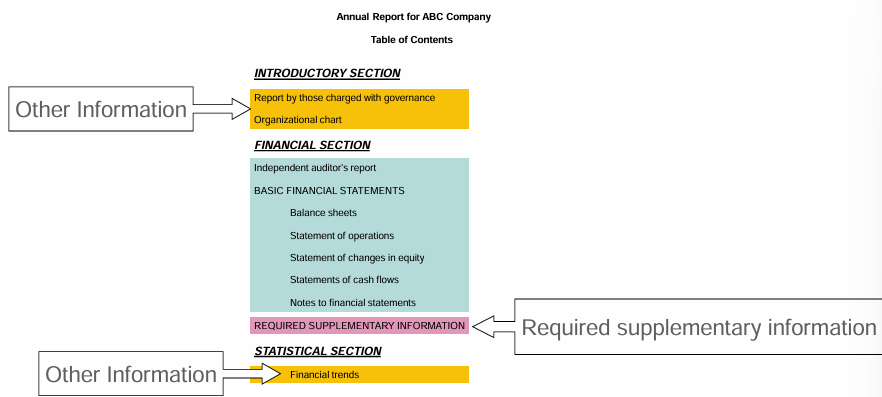 Annual Report for ABC Company
Table of Contents
INTRODUCTORY SECTION
Other Information
Report by those charged with governance
Organizational chart
FINANCIAL SECTION
Independent auditor's report
BASIC FINANCIAL STATEMENTS
Balance sheets
Statement of operations
Statement of changes in equity
Statements of cash flows
Notes to financial statements
REQUIRED SUPPLEMENTARY INFORMATION
Required supplementary information
STATISTICAL SECTION
Other Information
Financial trends